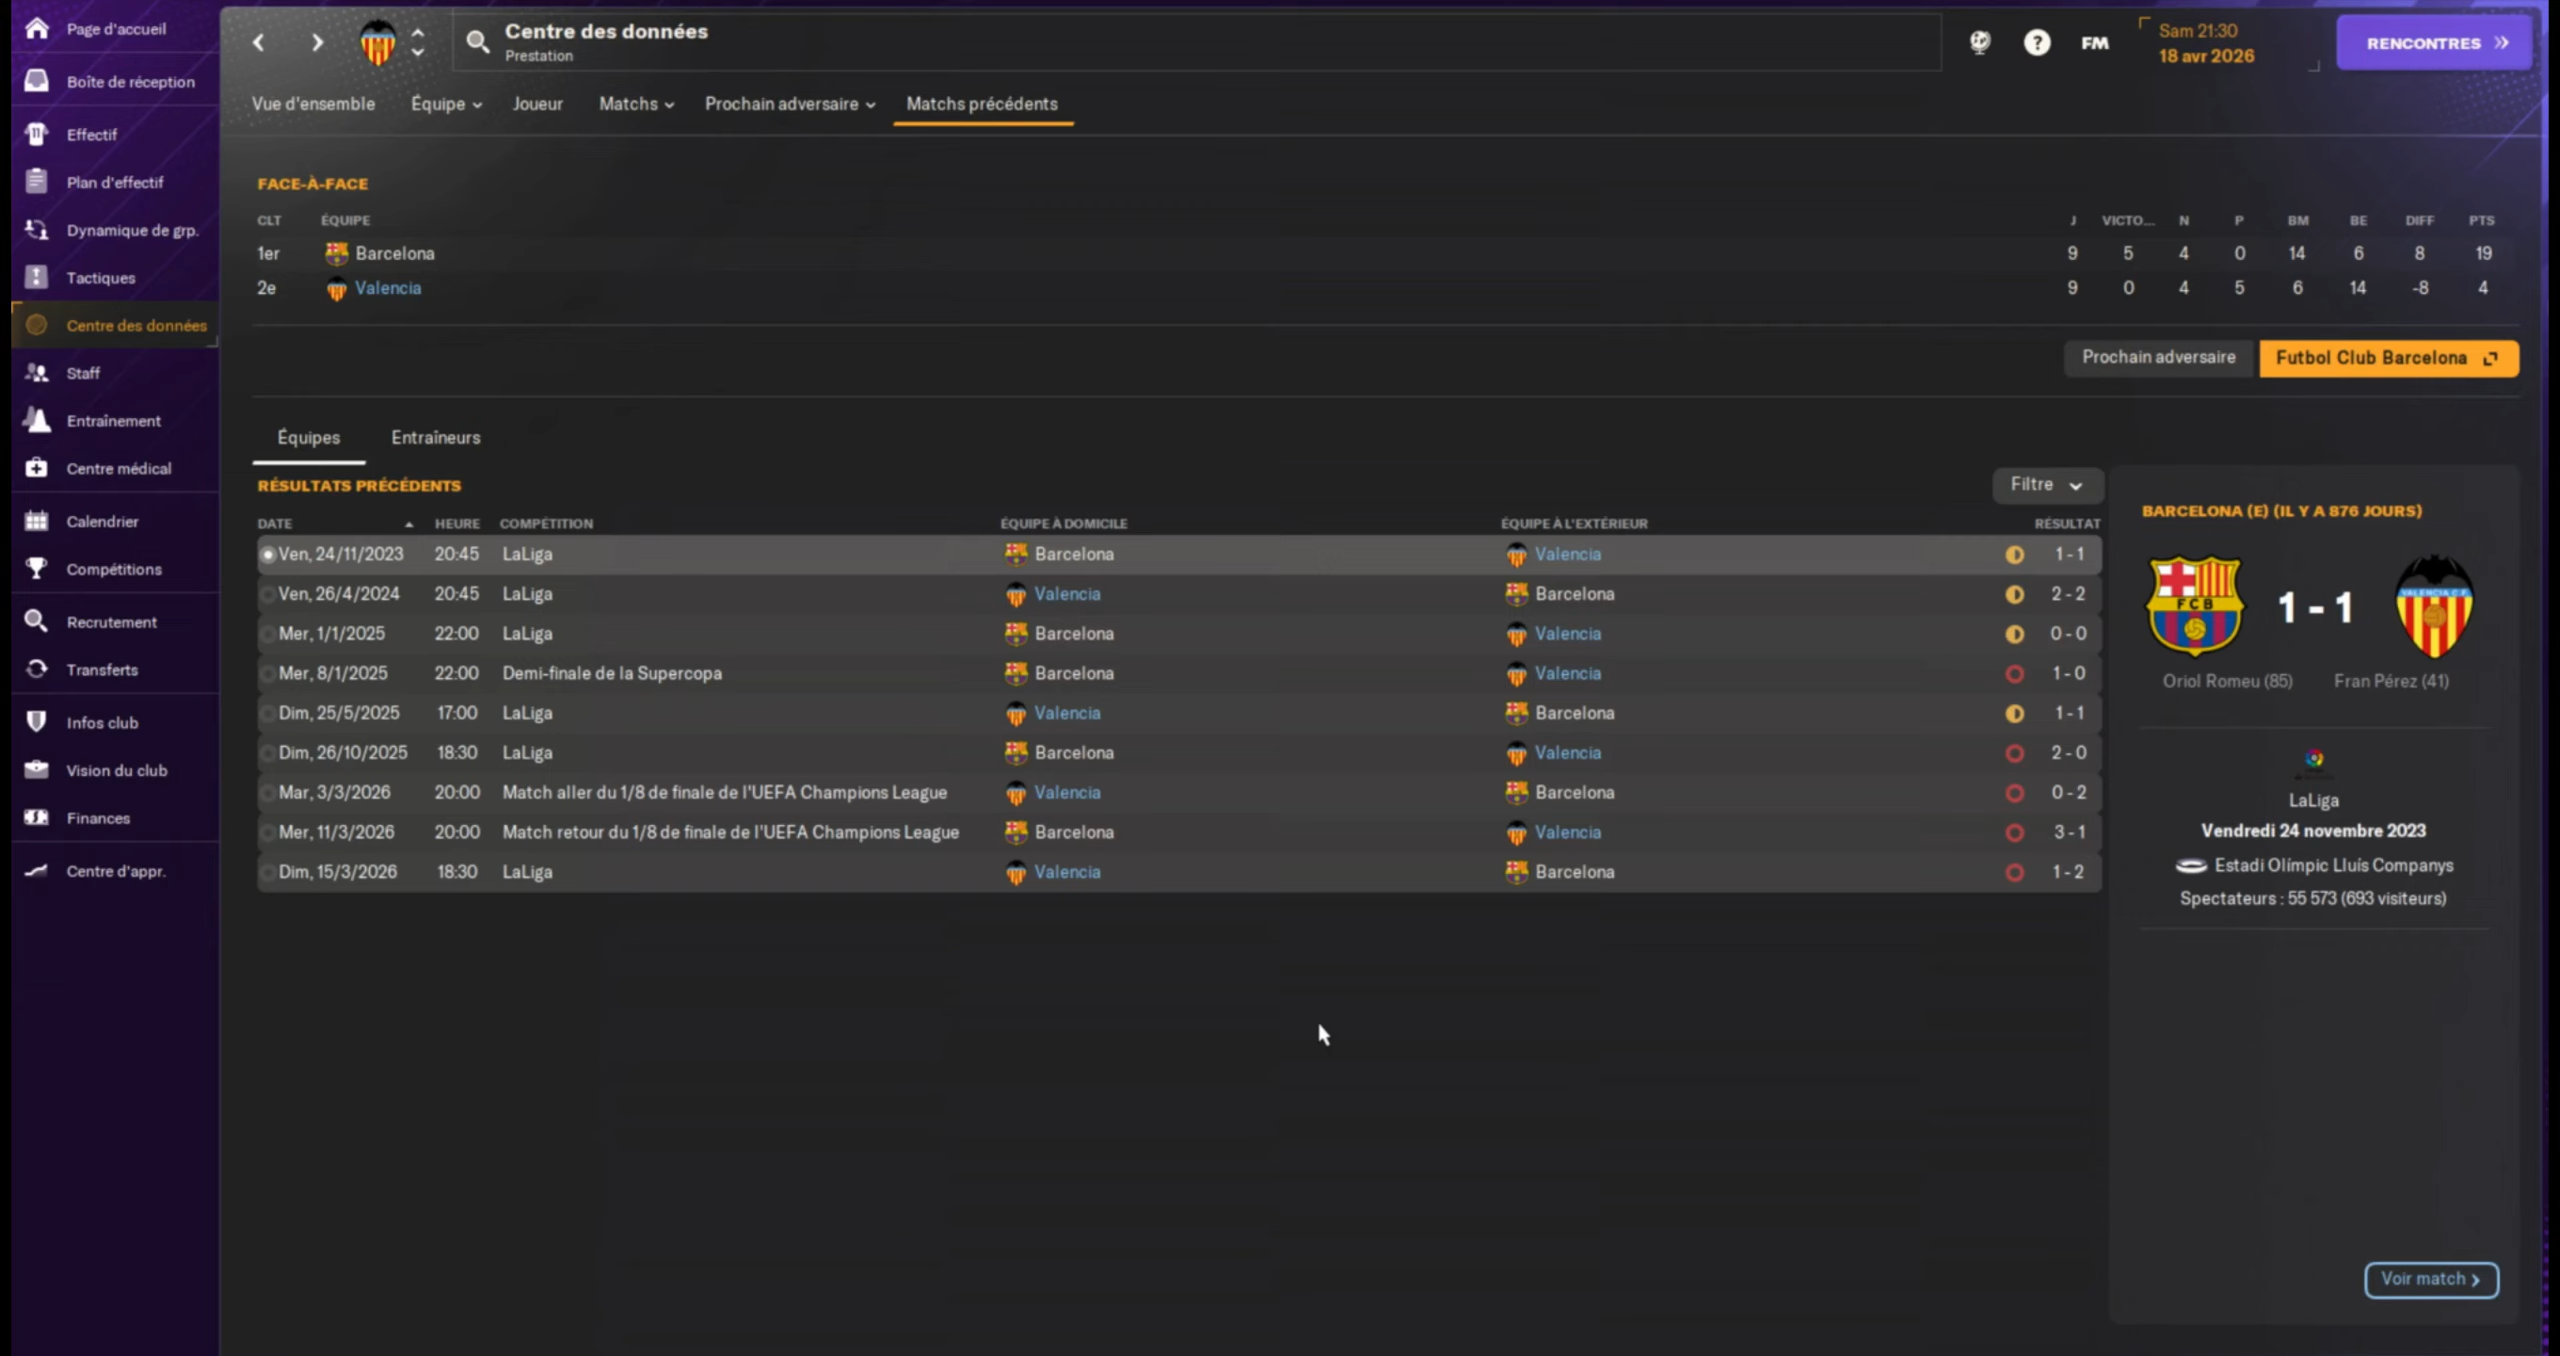 Page d'accueil
Boîte de réception
Effectif
Plan d'effectif
Dynamique de grp.
Tactiques
Centre des données
Staff
Entraînement
Centre médical
Calendrier
Compétitions
Recrutement
Transferts
Infos club
Vision du club
Finances
Centre d'appr.
Centre des données
Prestation
FM
Sam 21:30
18 avr 2026
RENCONTRES
Vue d'ensemble Équipe Joueur Matchs Prochain adversaire Matchs précédents
FACE-À-FACE
CLT ÉQUIPE J VICTO... N P BM BE DIFF PTS
1er Barcelona 9 5 4 0 14 6 8 19
2e Valencia 9 0 4 5 6 14 -8 4
Prochain adversaire Futbol Club Barcelona
Équipes Entraîneurs
RÉSULTATS PRÉCÉDENTS Filtre
DATE HEURE COMPÉTITION ÉQUIPE À DOMICILE ÉQUIPE À L'EXTÉRIEUR RÉSULTAT
Ven, 24/11/2023 20:45 LaLiga Barcelona Valencia 1 - 1
Ven, 26/4/2024 20:45 LaLiga Valencia Barcelona 2 - 2
Mer, 1/1/2025 22:00 LaLiga Barcelona Valencia 0 - 0
Mer, 8/1/2025 22:00 Demi-finale de la Supercopa Barcelona Valencia 1 - 0
Dim, 25/5/2025 17:00 LaLiga Valencia Barcelona 1 - 1
Dim, 26/10/2025 18:30 LaLiga Barcelona Valencia 2 - 0
Mar, 3/3/2026 20:00 Match aller du 1/8 de finale de l'UEFA Champions League Valencia Barcelona 0 - 2
Mer, 11/3/2026 20:00 Match retour du 1/8 de finale de l'UEFA Champions League Barcelona Valencia 3 - 1
Dim, 15/3/2026 18:30 LaLiga Valencia Barcelona 1 - 2
BARCELONA (E) (IL Y A 876 JOURS)
FCB
1 - 1
VALENCIA C.F
Oriol Romeu (85) Fran Pérez (41)
LaLiga
Vendredi 24 novembre 2023
Estadi Olímpic Lluís Companys
Spectateurs : 55 573 (693 visiteurs)
Voir match